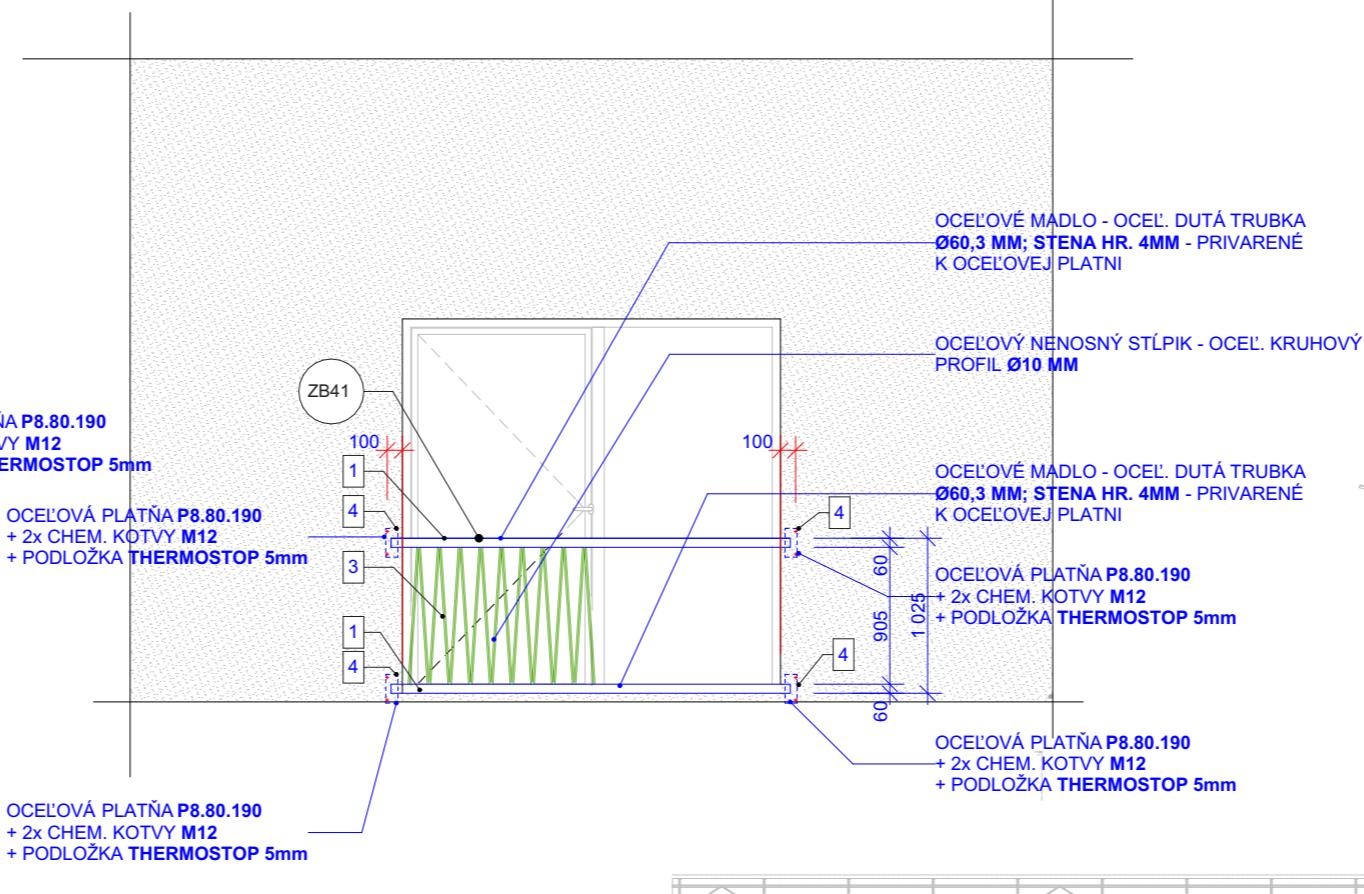 OCEĽOVÉ MADLO - OCEĽ. DUTÁ TRUBKA
Ø60,3 MM; STENA HR. 4MM - PRIVARENÉ
K OCEĽOVEJ PLATNI
OCEĽOVÝ NENOSNÝ STĹPIK - OCEĽ. KRUHOVÝ
PROFIL Ø10 MM
ZB41
P8.80.190
M12
5mm
100
100
1
4
3
1
4
OCEĽOVÉ MADLO - OCEĽ. DUTÁ TRUBKA
Ø60,3 MM; STENA HR. 4MM - PRIVARENÉ
K OCEĽOVEJ PLATNI
OCEĽOVÁ PLATŇA P8.80.190
+ 2x CHEM. KOTVY M12
+ PODLOŽKA THERMOSTOP 5mm
4
60
905
1 025
60
OCEĽOVÁ PLATŇA P8.80.190
+ 2x CHEM. KOTVY M12
+ PODLOŽKA THERMOSTOP 5mm
4
OCEĽOVÁ PLATŇA P8.80.190
+ 2x CHEM. KOTVY M12
+ PODLOŽKA THERMOSTOP 5mm
OCEĽOVÁ PLATŇA P8.80.190
+ 2x CHEM. KOTVY M12
+ PODLOŽKA THERMOSTOP 5mm